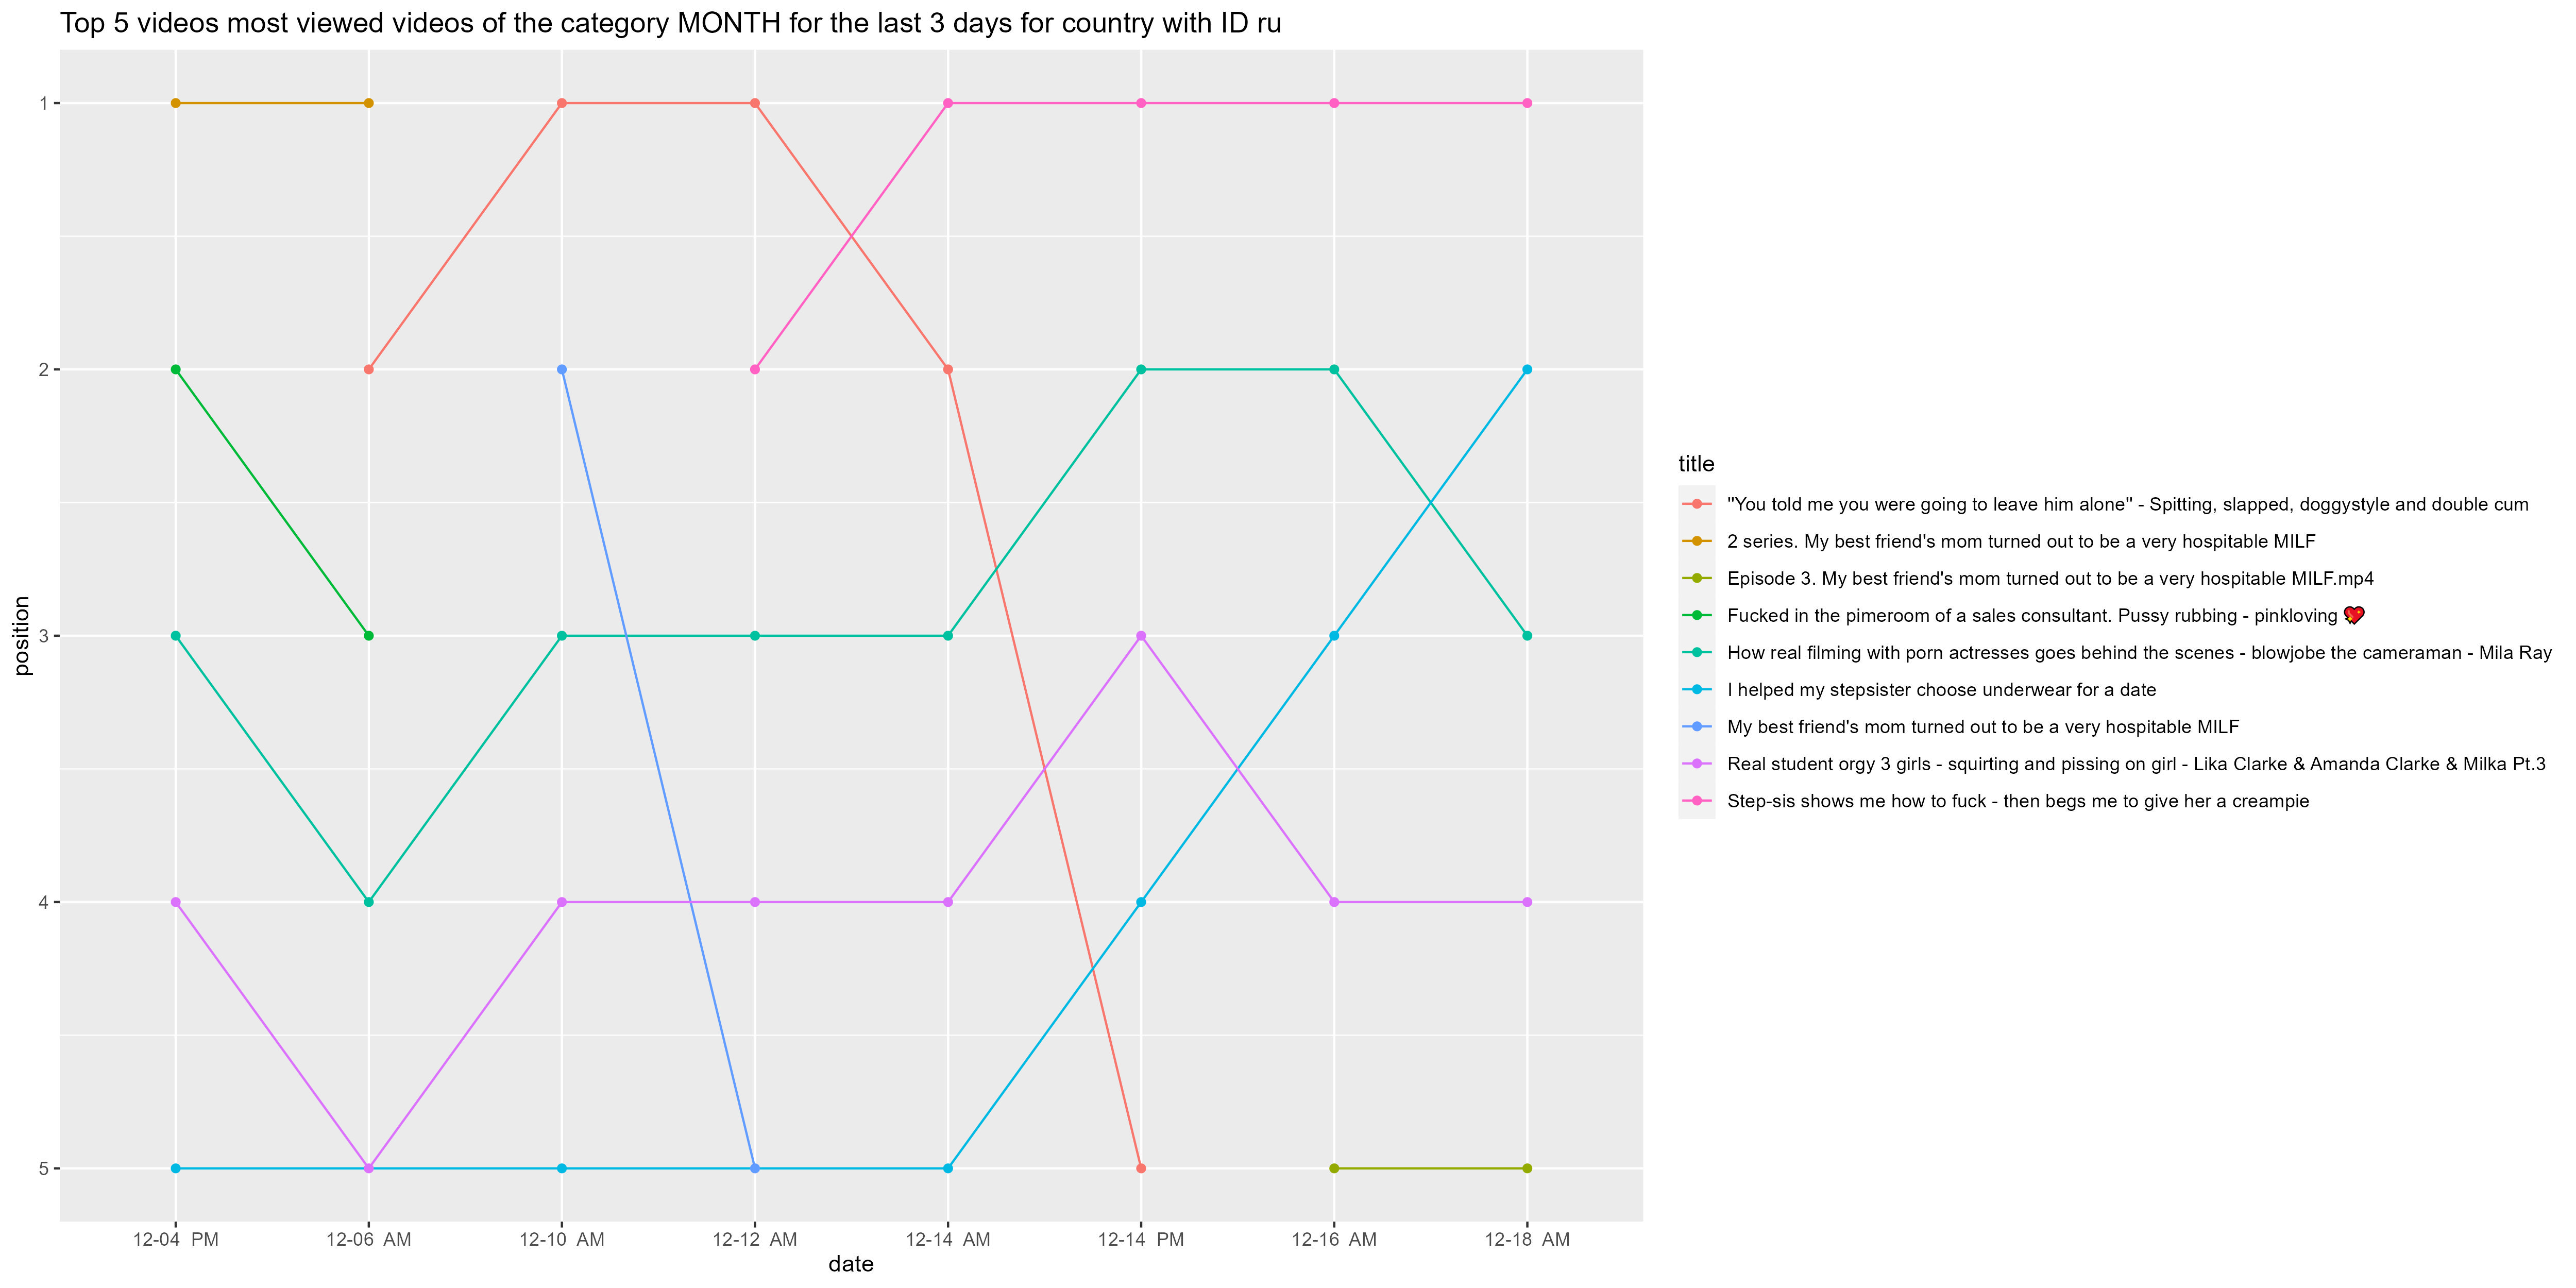 Top 5 videos most viewed videos of the category MONTH for the last 3 days for country with ID ru
position
1
2
3
4
5
12-04 PM
12-06 AM
12-10 AM
12-12 AM
12-14 AM
12-14 PM
12-16 AM
12-18 AM
date
title
"You told me you were going to leave him alone" - Spitting, slapped, doggystyle and double cum
2 series. My best friend's mom turned out to be a very hospitable MILF
Episode 3. My best friend's mom turned out to be a very hospitable MILF.mp4
Fucked in the pimeroom of a sales consultant. Pussy rubbing - pinkloving 💖
How real filming with porn actresses goes behind the scenes - blowjobe the cameraman - Mila Ray
I helped my stepsister choose underwear for a date
My best friend's mom turned out to be a very hospitable MILF
Real student orgy 3 girls - squirting and pissing on girl - Lika Clarke & Amanda Clarke & Milka Pt.3
Step-sis shows me how to fuck - then begs me to give her a creampie